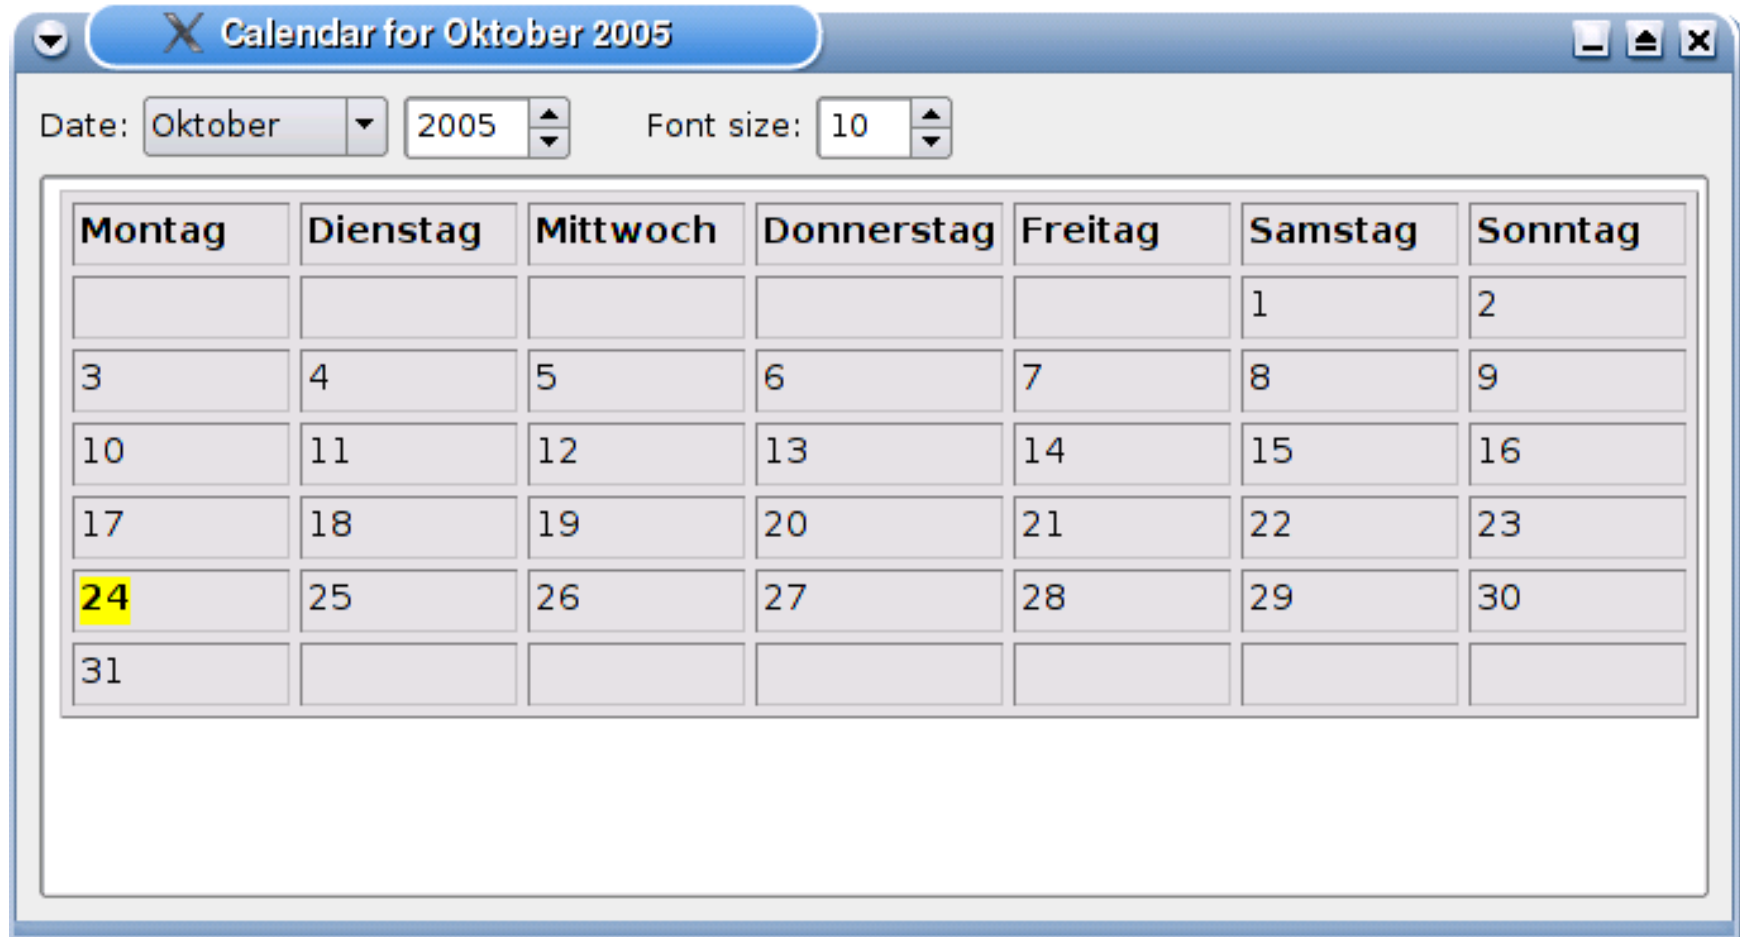 Calendar for Oktober 2005
Date: Oktober 2005 Font size: 10
Montag Dienstag Mittwoch Donnerstag Freitag Samstag Sonntag
1 2
3 4 5 6 7 8 9
10 11 12 13 14 15 16
17 18 19 20 21 22 23
24 25 26 27 28 29 30
31